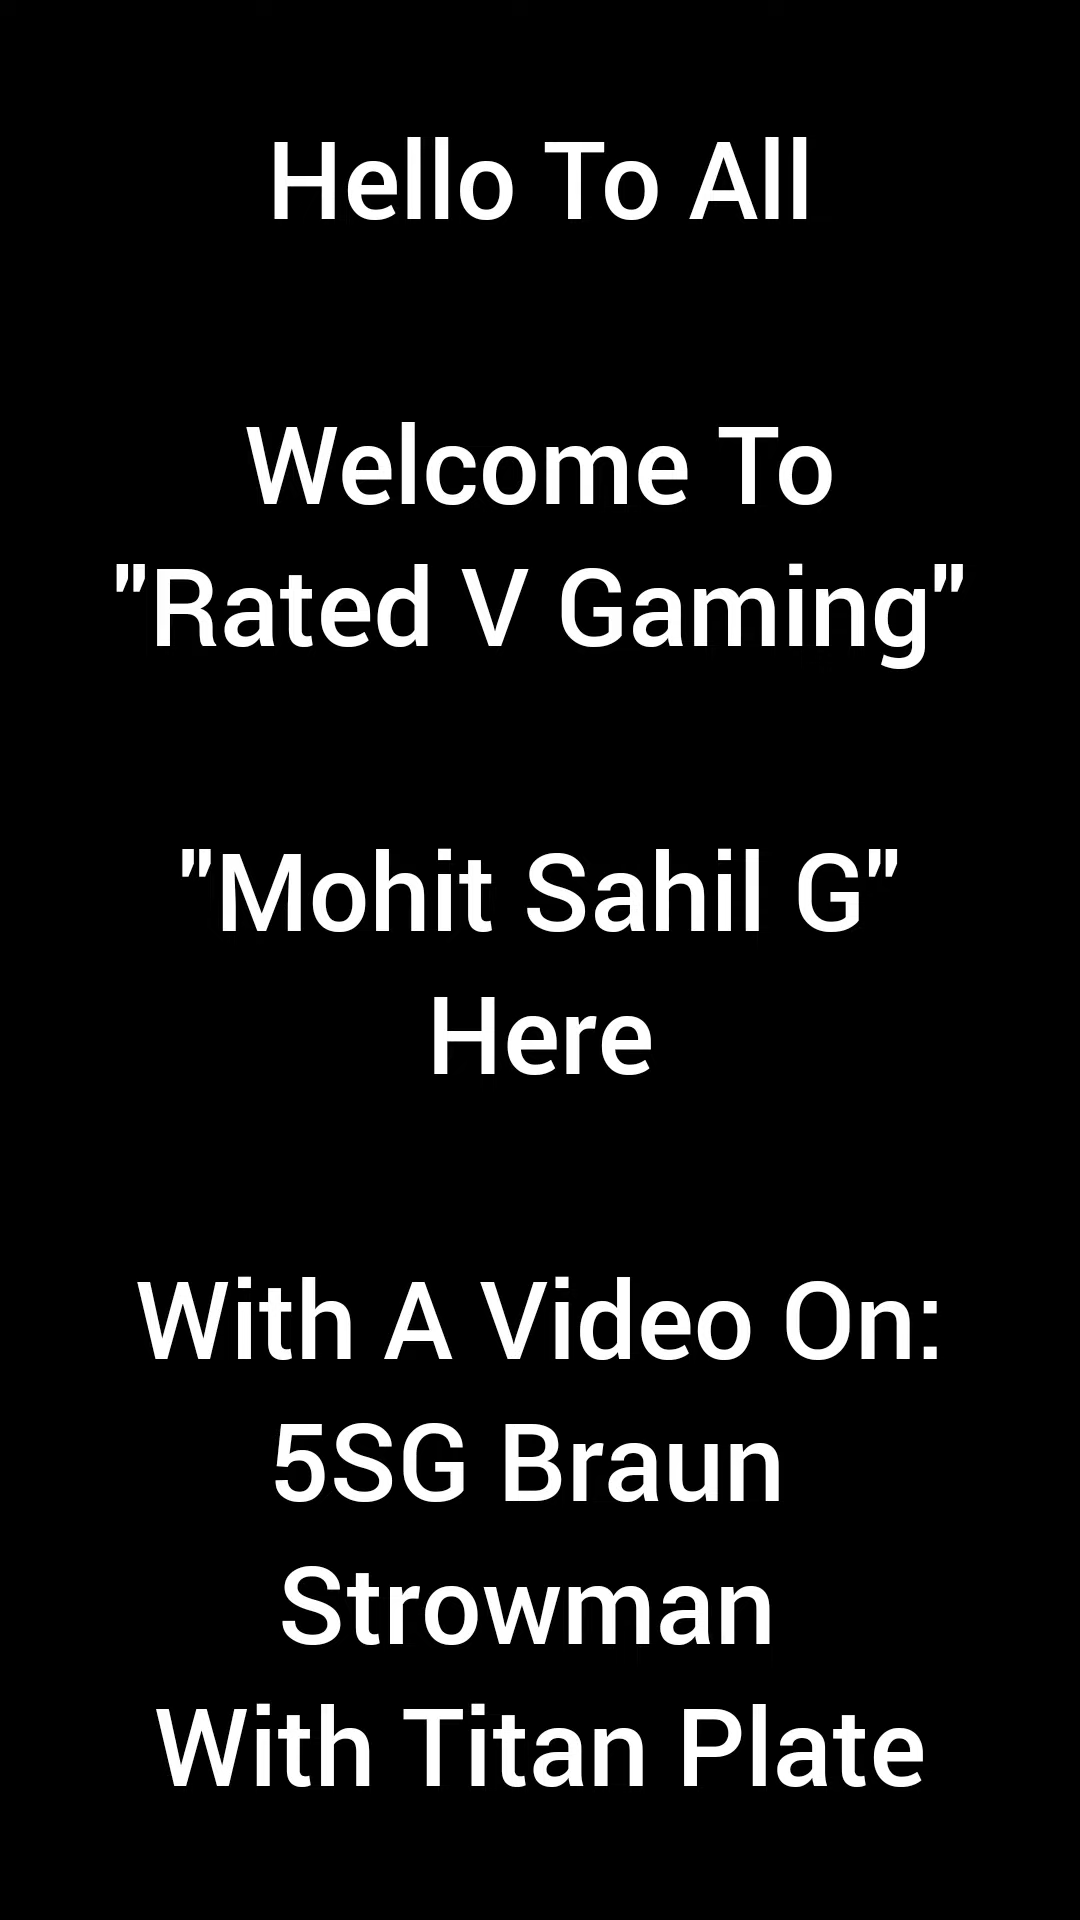 Hello To All
Welcome To
"Rated V Gaming"
"Mohit Sahil G"
Here
With A Video On:
5SG Braun
Strowman
With Titan Plate